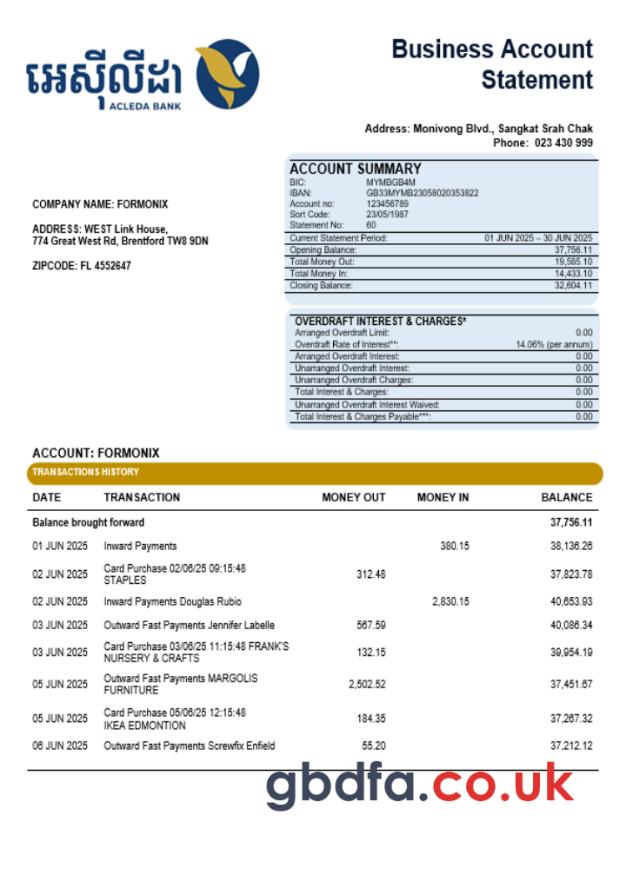 អេស៊ីលីដា
ACLEDA BANK
Business Account
Statement
Address: Monivong Blvd., Sangkat Srah Chak
Phone: 023 430 999
COMPANY NAME: FORMONIX
ADDRESS: WEST Link House,
774 Great West Rd, Brentford TW8 9DN
ZIPCODE: FL 4552647
ACCOUNT SUMMARY
BIC: MYMBGB4M
IBAN: GB33MYMB23058020353822
Account no: 123456789
Sort Code: 23/05/1987
Statement No: 60
Current Statement Period: 01 JUN 2025 – 30 JUN 2025
Opening Balance: 37,756.11
Total Money Out: 19,585.10
Total Money In: 14,433.10
Closing Balance: 32,604.11
OVERDRAFT INTEREST & CHARGES*
Arranged Overdraft Limit: 0.00
Overdraft Rate of Interest**: 14.06% (per annum)
Arranged Overdraft Interest: 0.00
Unarranged Overdraft Interest: 0.00
Unarranged Overdraft Charges: 0.00
Total Interest & Charges: 0.00
Unarranged Overdraft Interest Waived: 0.00
Total Interest & Charges Payable***: 0.00
ACCOUNT: FORMONIX
TRANSACTIONS HISTORY
DATE TRANSACTION MONEY OUT MONEY IN BALANCE
Balance brought forward 37,756.11
01 JUN 2025 Inward Payments 380.15 38,136.26
02 JUN 2025 Card Purchase 02/06/25 09:15:48
STAPLES 312.48 37,823.78
02 JUN 2025 Inward Payments Douglas Rubio 2,830.15 40,653.93
03 JUN 2025 Outward Fast Payments Jennifer Labelle 567.59 40,086.34
03 JUN 2025 Card Purchase 03/06/25 11:15:48 FRANK'S
NURSERY & CRAFTS 132.15 39,954.19
05 JUN 2025 Outward Fast Payments MARGOLIS
FURNITURE 2,502.52 37,451.67
05 JUN 2025 Card Purchase 05/06/25 12:15:48
IKEA EDMONTION 184.35 37,267.32
06 JUN 2025 Outward Fast Payments Screwfix Enfield 55.20 37,212.12
gbdfa.co.uk